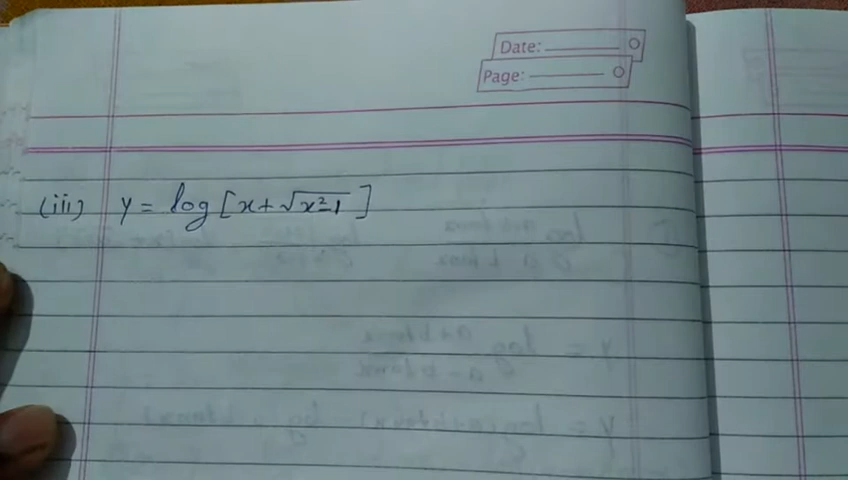 Date:
Page:
(iii) y = log [x + √x²-1]